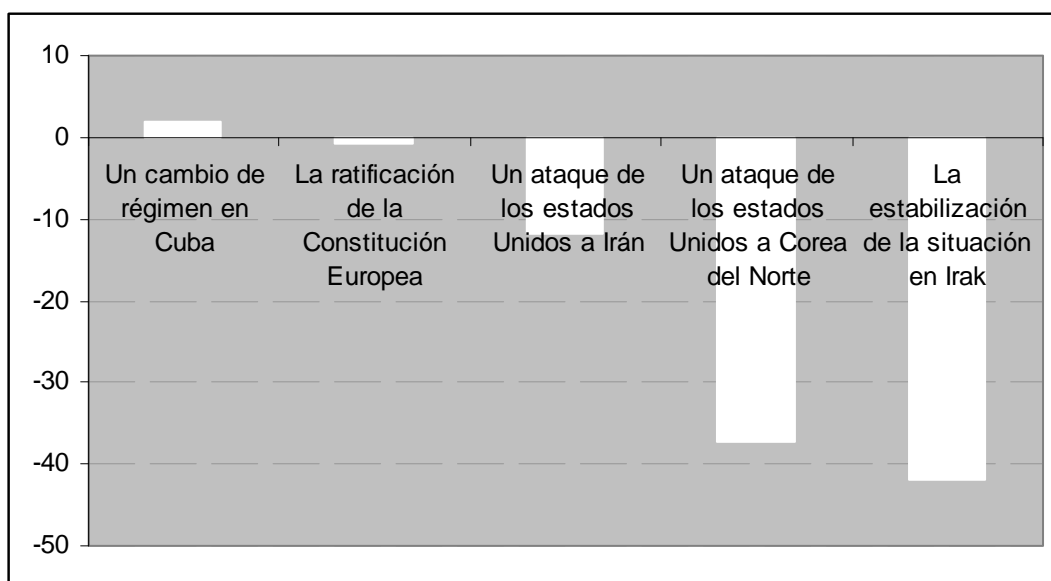 10
0
-10
-20
-30
-40
-50
Un cambio de
régimen en
Cuba
La ratificación
de la
Constitución
Europea
Un ataque de
los estados
Unidos a Irán
Un ataque de
los estados
Unidos a Corea
del Norte
La
estabilización
de la situación
en Irak